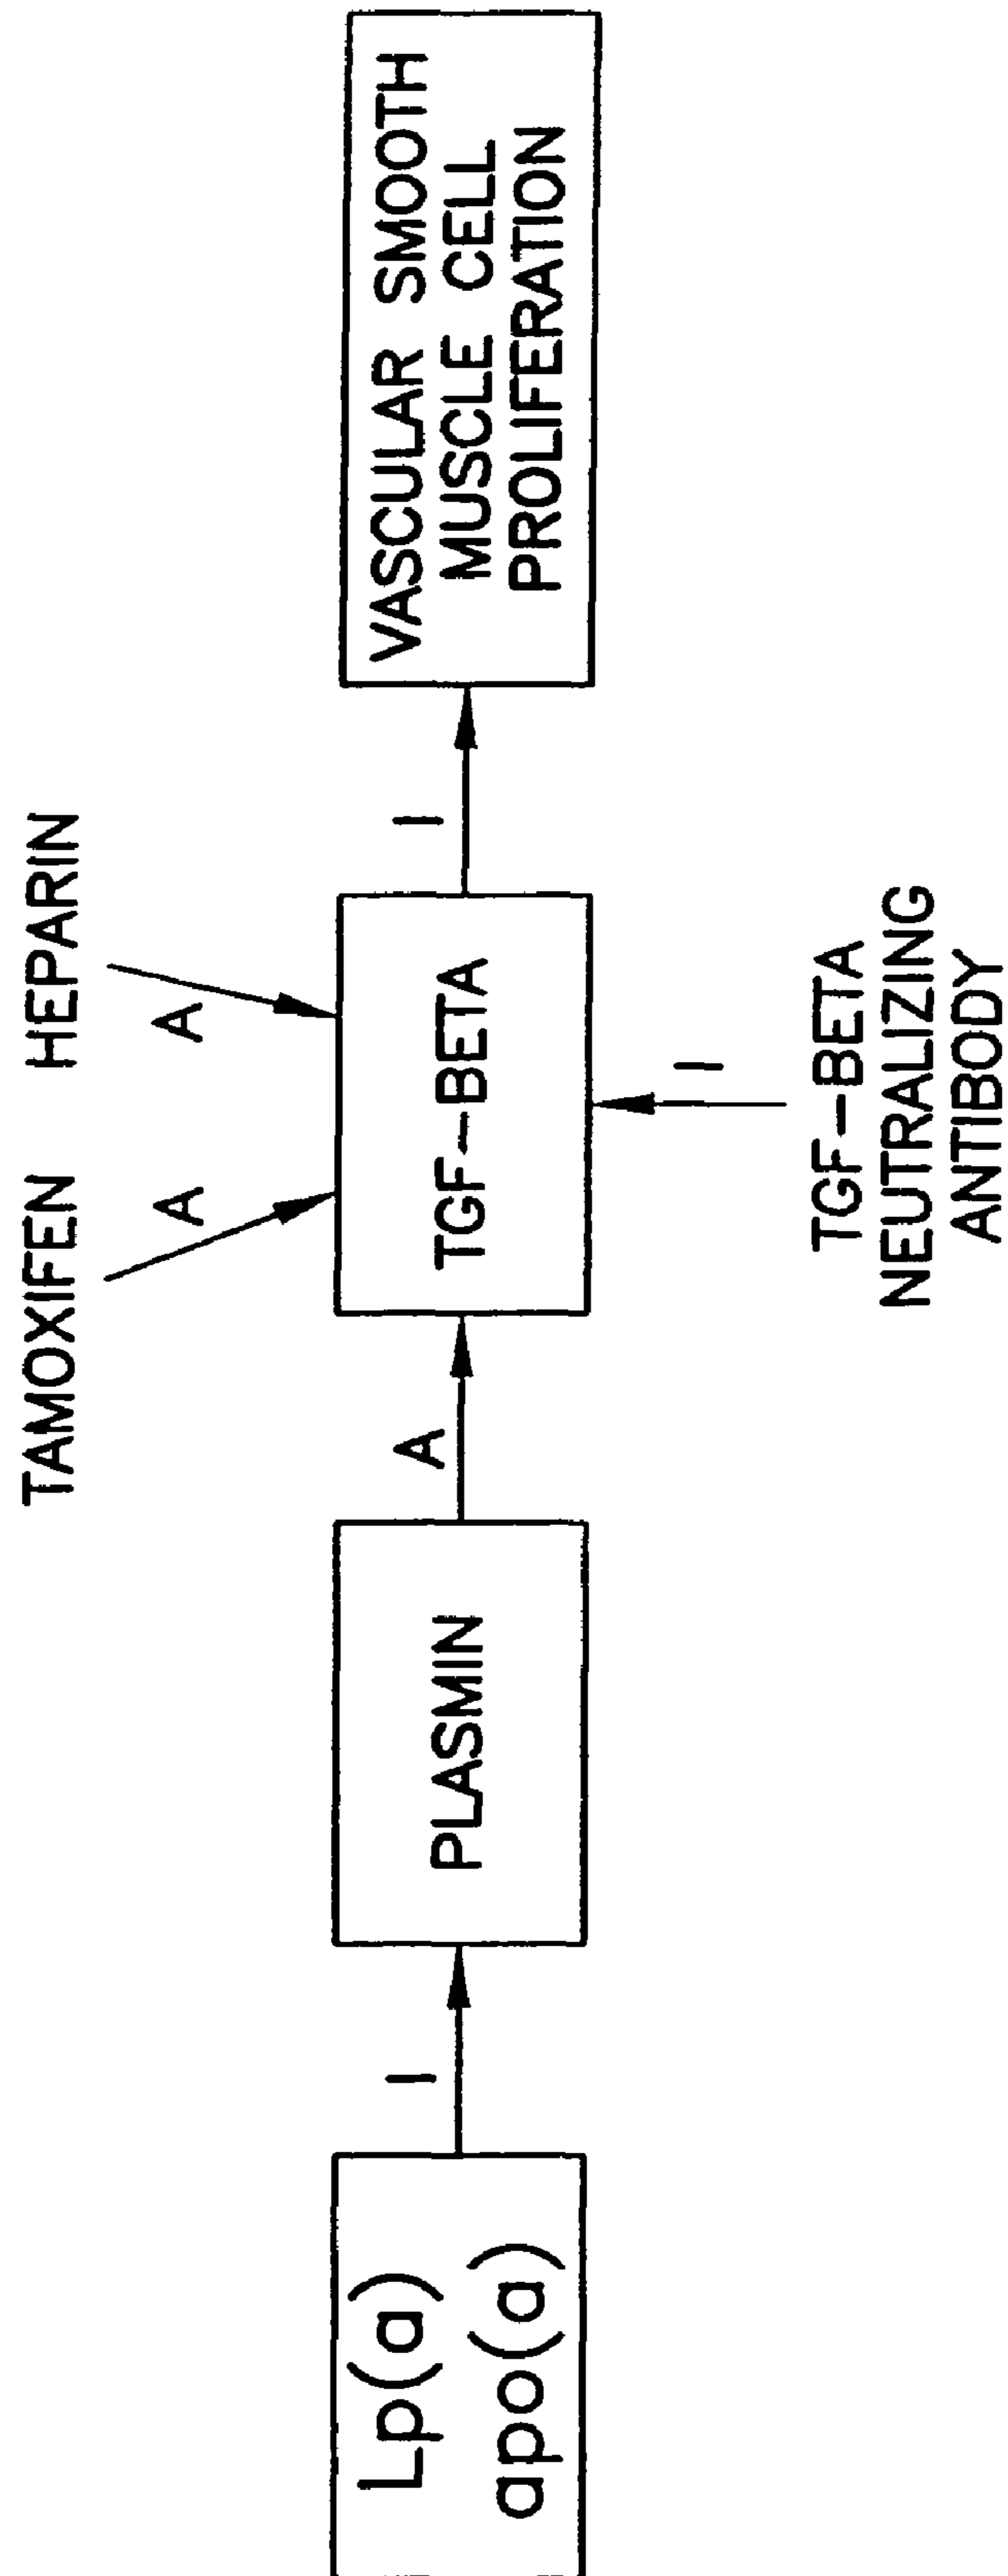 TAMOXIFEN
HEPARIN
A
A
Lp(a)
apo(a)
I
PLASMIN
A
TGF-BETA
I
VASCULAR SMOOTH
MUSCLE CELL
PROLIFERATION
I
TGF-BETA
NEUTRALIZING
ANTIBODY